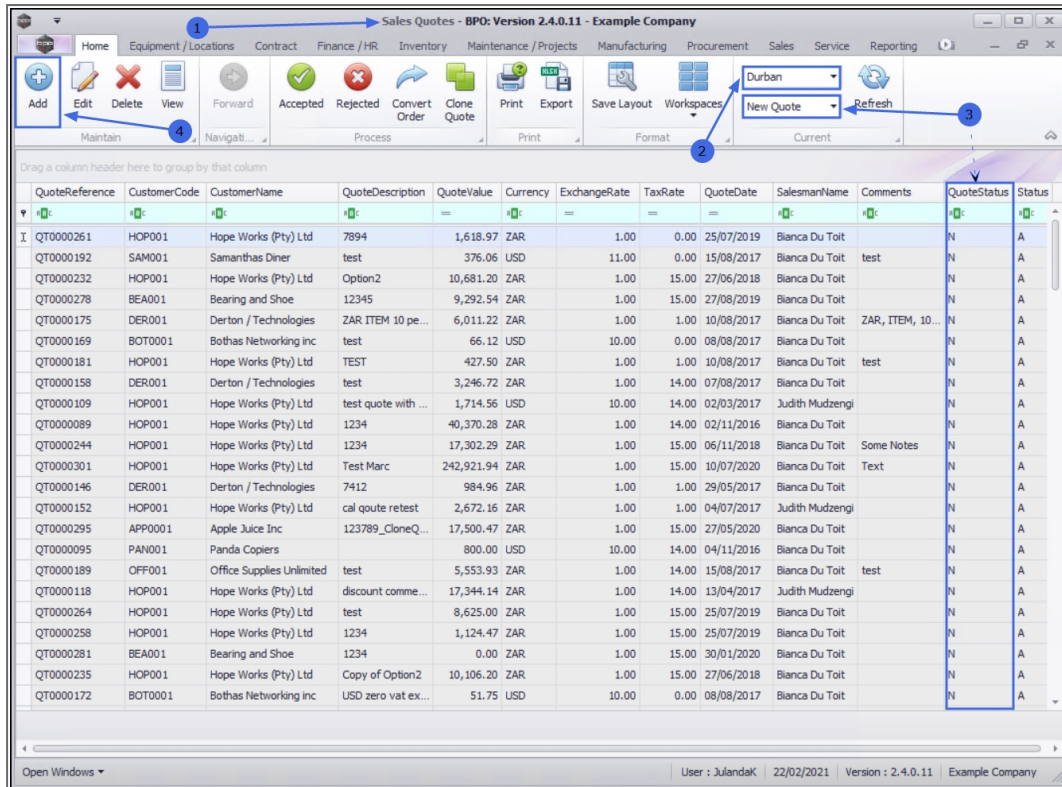 1
Sales Quotes - BPO: Version 2.4.0.11 - Example Company
bpo Home Equipment / Locations Contract Finance / HR Inventory Maintenance / Projects Manufacturing Procurement Sales Service Reporting
Add Edit Delete View Forward Accepted Rejected Convert Order Clone Quote Print Export Save Layout Workspaces Durban New Quote Refresh
4 2 3
Maintain Navigati... Process Print Format Current
Drag a column header here to group by that column
QuoteReference CustomerCode CustomerName QuoteDescription QuoteValue Currency ExchangeRate TaxRate QuoteDate SalesmanName Comments QuoteStatus Status
QT0000261 HOP001 Hope Works (Pty) Ltd 7894 1,618.97 ZAR 1.00 0.00 25/07/2019 Bianca Du Toit N A
QT0000192 SAM001 Samanthas Diner test 376.06 USD 11.00 0.00 15/08/2017 Bianca Du Toit test N A
QT0000232 HOP001 Hope Works (Pty) Ltd Option2 10,681.20 ZAR 1.00 15.00 27/06/2018 Bianca Du Toit N A
QT0000278 BEA001 Bearing and Shoe 12345 9,292.54 ZAR 1.00 15.00 27/08/2019 Bianca Du Toit N A
QT0000175 DER001 Derton / Technologies ZAR ITEM 10 pe... 6,011.22 ZAR 1.00 1.00 10/08/2017 Bianca Du Toit ZAR, ITEM, 10... N A
QT0000169 BOT0001 Bothas Networking inc test 66.12 USD 10.00 0.00 08/08/2017 Bianca Du Toit N A
QT0000181 HOP001 Hope Works (Pty) Ltd TEST 427.50 ZAR 1.00 1.00 10/08/2017 Bianca Du Toit test N A
QT0000158 DER001 Derton / Technologies test 3,246.72 ZAR 1.00 14.00 07/08/2017 Bianca Du Toit N A
QT0000109 HOP001 Hope Works (Pty) Ltd test quote with ... 1,714.56 USD 10.00 14.00 02/03/2017 Judith Mudzengi N A
QT0000089 HOP001 Hope Works (Pty) Ltd 1234 40,370.28 ZAR 1.00 14.00 02/11/2016 Bianca Du Toit N A
QT0000244 HOP001 Hope Works (Pty) Ltd 1234 17,302.29 ZAR 1.00 15.00 06/11/2018 Bianca Du Toit Some Notes N A
QT0000301 HOP001 Hope Works (Pty) Ltd Test Marc 242,921.94 ZAR 1.00 15.00 10/07/2020 Bianca Du Toit Text N A
QT0000146 DER001 Derton / Technologies 7412 984.96 ZAR 1.00 1.00 29/05/2017 Bianca Du Toit N A
QT0000152 HOP001 Hope Works (Pty) Ltd cal qoute retest 2,672.16 ZAR 1.00 1.00 04/07/2017 Judith Mudzengi N A
QT0000295 APP0001 Apple Juice Inc 123789_CloneQ... 17,500.47 ZAR 1.00 15.00 27/05/2020 Bianca Du Toit N A
QT0000095 PAN001 Panda Copiers 800.00 USD 10.00 14.00 04/11/2016 Bianca Du Toit N A
QT0000189 OFF001 Office Supplies Unlimited test 5,553.93 ZAR 1.00 14.00 15/08/2017 Bianca Du Toit test N A
QT0000118 HOP001 Hope Works (Pty) Ltd discount comme... 17,344.14 ZAR 1.00 14.00 13/04/2017 Judith Mudzengi N A
QT0000264 HOP001 Hope Works (Pty) Ltd test 8,625.00 ZAR 1.00 15.00 25/07/2019 Bianca Du Toit N A
QT0000258 HOP001 Hope Works (Pty) Ltd 1234 1,124.47 ZAR 1.00 15.00 25/07/2019 Bianca Du Toit N A
QT0000281 BEA001 Bearing and Shoe 1234 0.00 ZAR 1.00 15.00 30/01/2020 Bianca Du Toit N A
QT0000235 HOP001 Hope Works (Pty) Ltd Copy of Option2 10,106.20 ZAR 1.00 15.00 27/06/2018 Bianca Du Toit N A
QT0000172 BOT0001 Bothas Networking inc USD zero vat ex... 51.75 USD 10.00 0.00 08/08/2017 Bianca Du Toit N A
Open Windows User : JulandaK 22/02/2021 Version : 2.4.0.11 Example Company